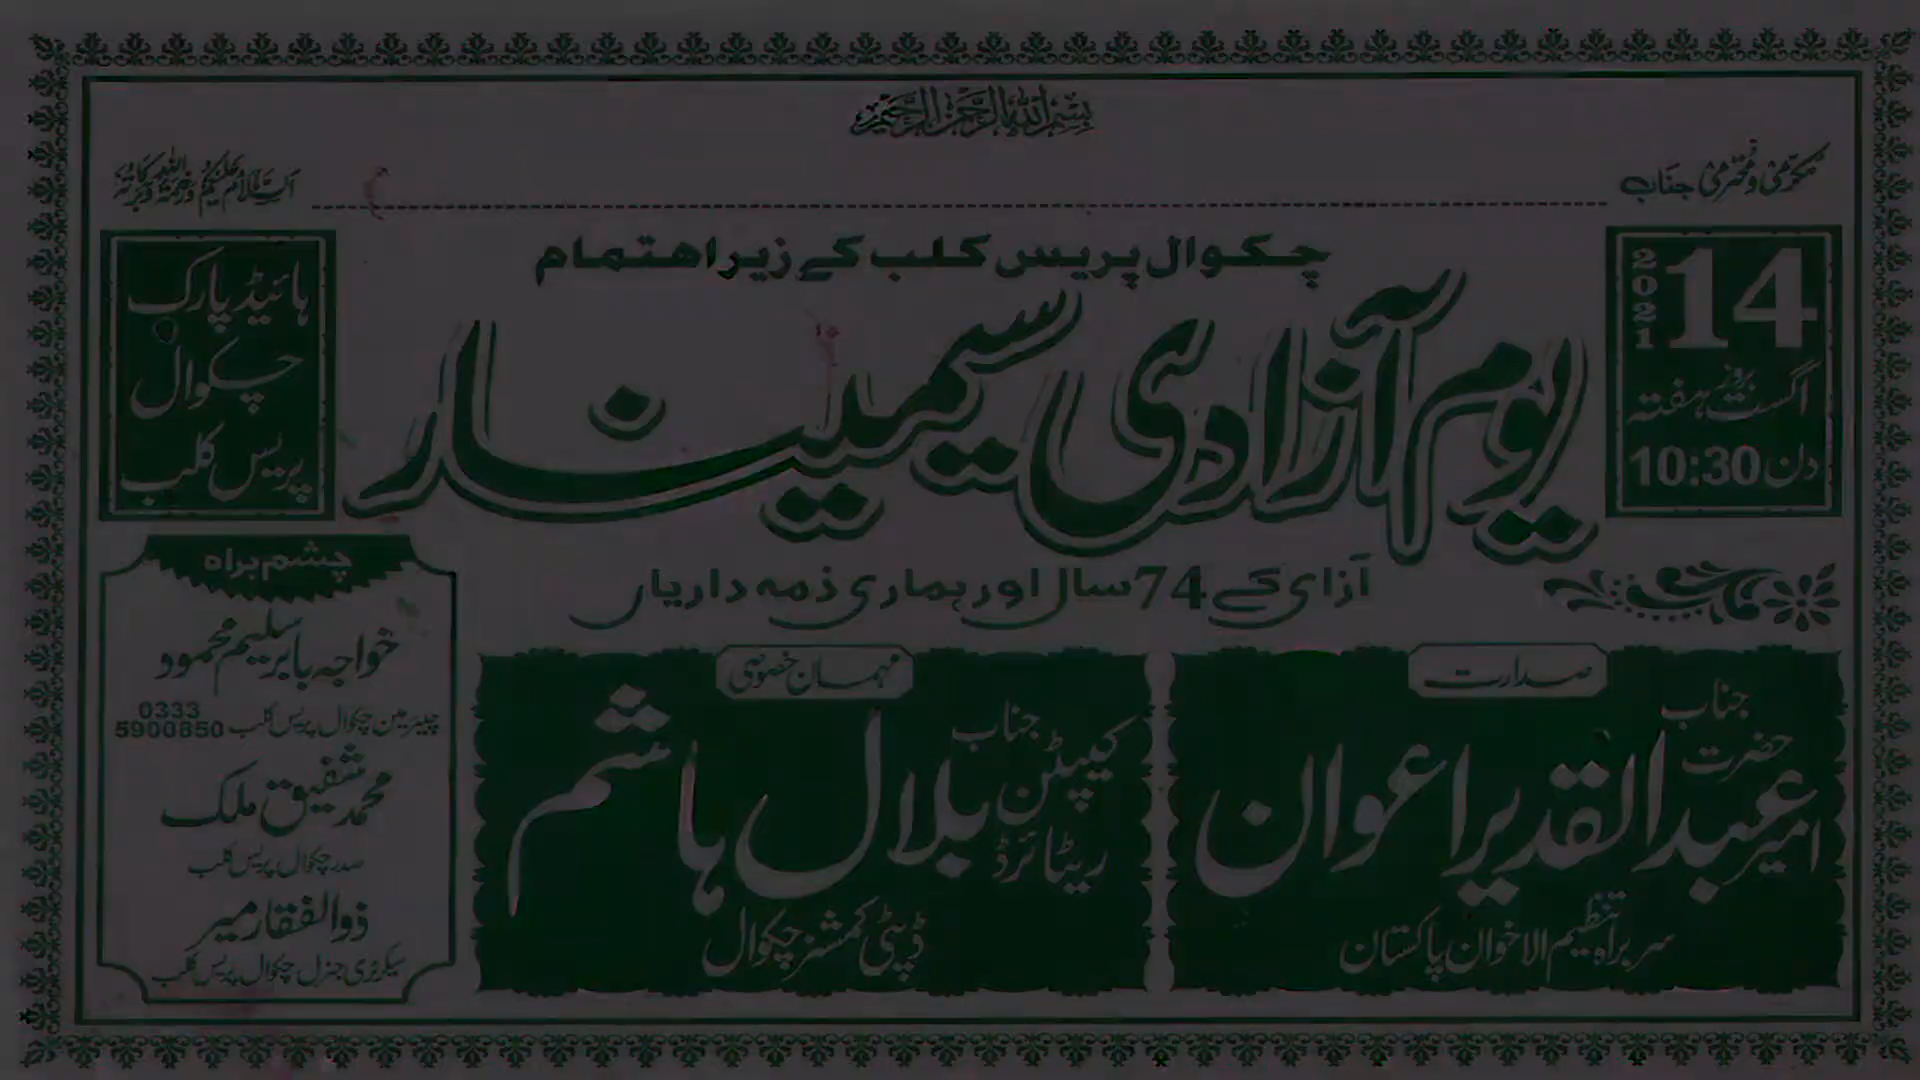 بسم اللہ الرحمن الرحیم
مکرمی و محترمی جناب
السلام علیکم ورحمۃ اللہ وبرکاتہ
چکوال پریس کلب کے زیر اھتمام
یوم آزادی سیمینار
آزای کے 74 سال اور ہماری ذمہ داریاں
14
2021
اگست بروز ہفتہ
دن 10:30
ہائیڈ پارک
چکوال
پریس کلب
صدارت
جناب
حضرت
امیر عبدالقدیر اعوان
سربراہ تنظیم الاخوان پاکستان
مہمان خصوصی
جناب
کیپٹن
ریٹائرڈ
بلال ہاشم
ڈپٹی کمشنر چکوال
چشم براہ
خواجہ بابر سلیم محمود
چیئرمین چکوال پریس کلب 0333 5900850
محمد شفیق ملک
صدر چکوال پریس کلب
ذوالفقار میر
سیکرٹری جنرل چکوال پریس کلب